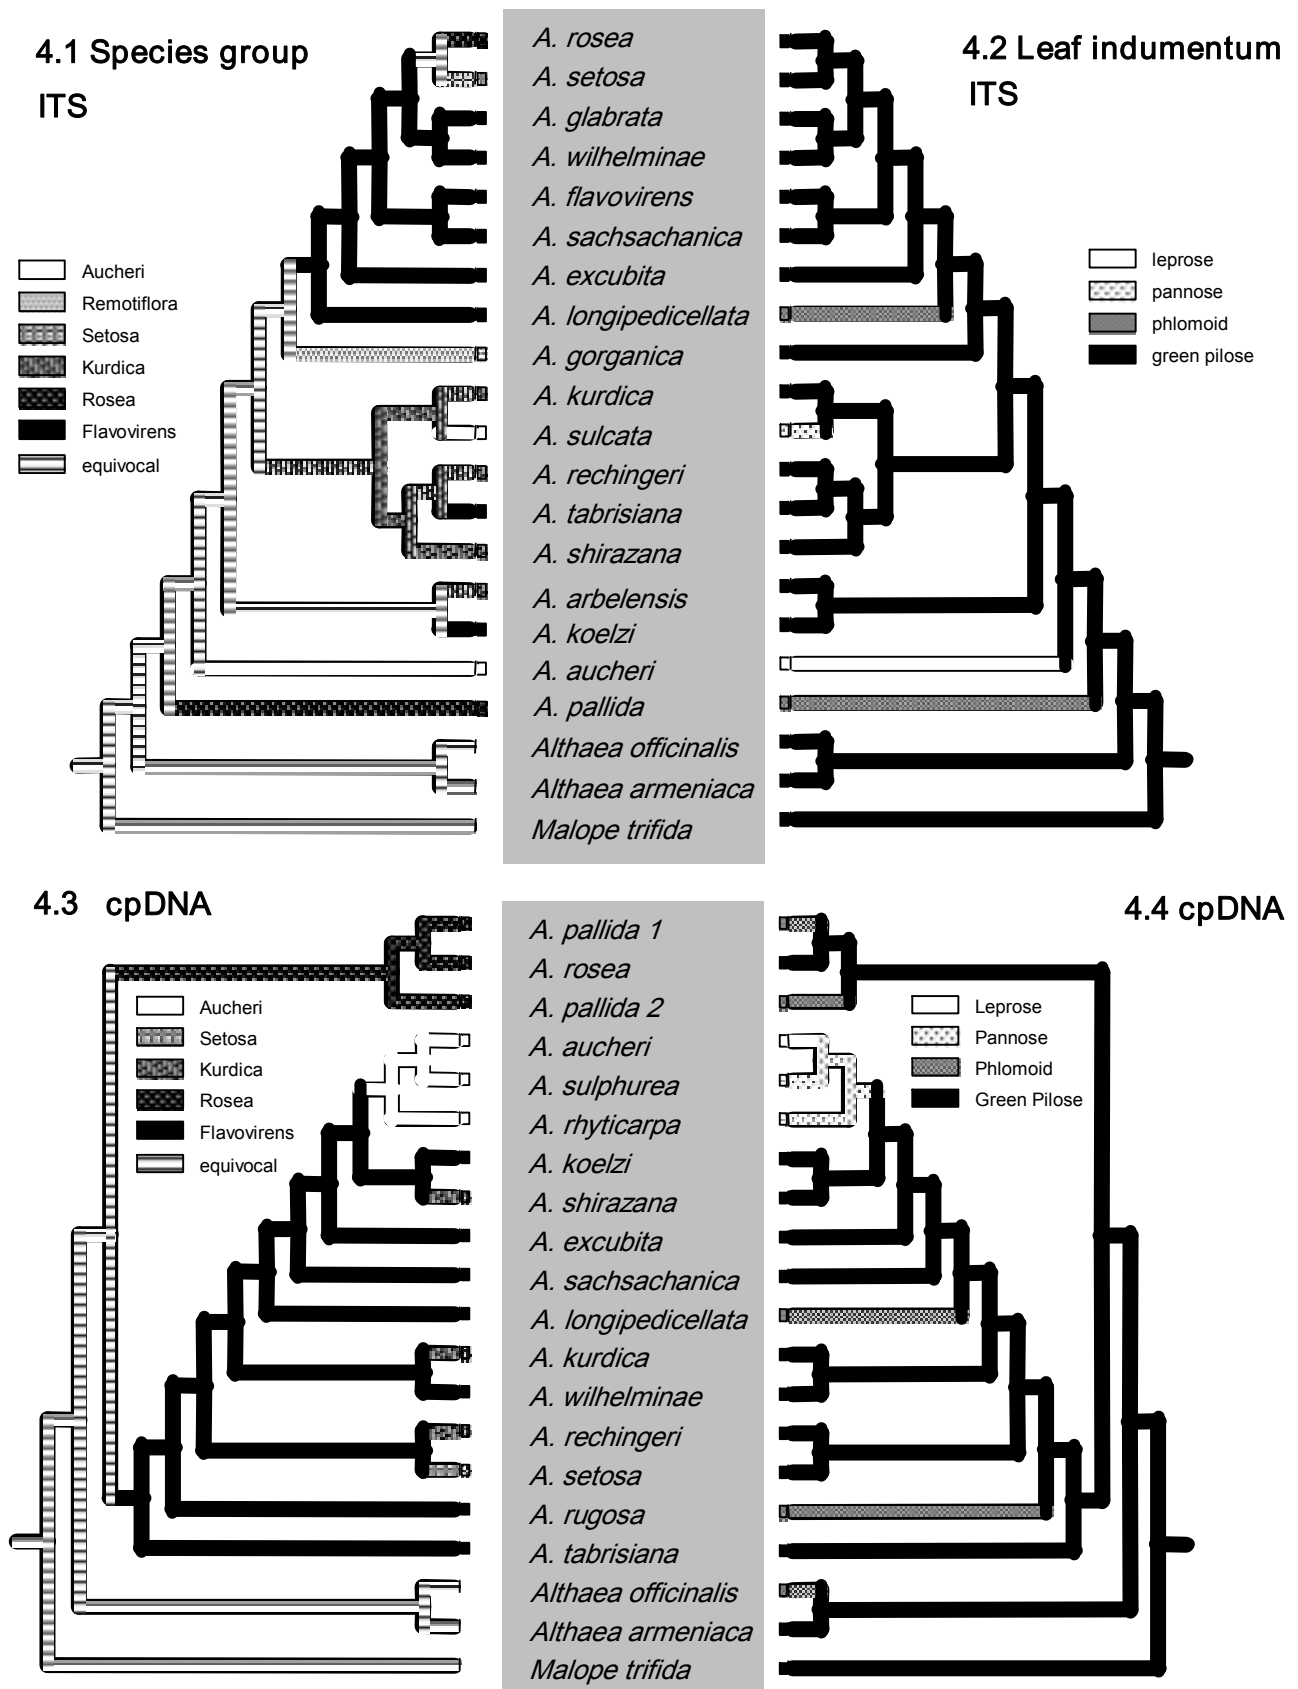 4.1 Species group
ITS
4.2 Leaf indumentum
ITS
A. rosea
A. setosa
A. glabrata
A. wilhelminae
A. flavovirens
A. sachsachanica
A. excubita
A. longipedicellata
A. gorganica
A. kurdica
A. sulcata
A. rechingeri
A. tabrisiana
A. shirazana
A. arbelensis
A. koelzi
A. aucheri
A. pallida
Althaea officinalis
Althaea armeniaca
Malope trifida
Aucheri
Remotiflora
Setosa
Kurdica
Rosea
Flavovirens
equivocal
leprose
pannose
phlomoid
green pilose
4.3 cpDNA
4.4 cpDNA
A. pallida 1
A. rosea
A. pallida 2
A. aucheri
A. sulphurea
A. rhyticarpa
A. koelzi
A. shirazana
A. excubita
A. sachsachanica
A. longipedicellata
A. kurdica
A. wilhelminae
A. rechingeri
A. setosa
A. rugosa
A. tabrisiana
Althaea officinalis
Althaea armeniaca
Malope trifida
Aucheri
Setosa
Kurdica
Rosea
Flavovirens
equivocal
Leprose
Pannose
Phlomoid
Green Pilose